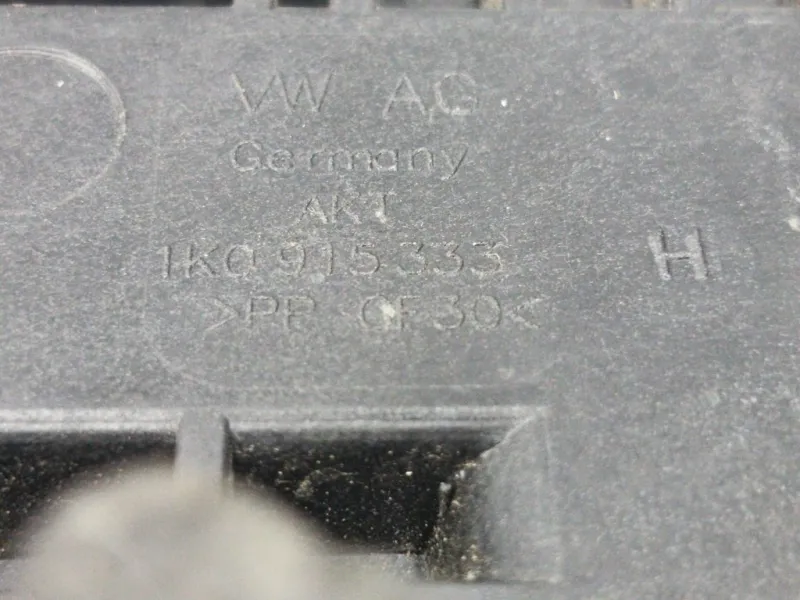 VW AG
Germany
AKT
1K0 915 333 H
>PP GF30<